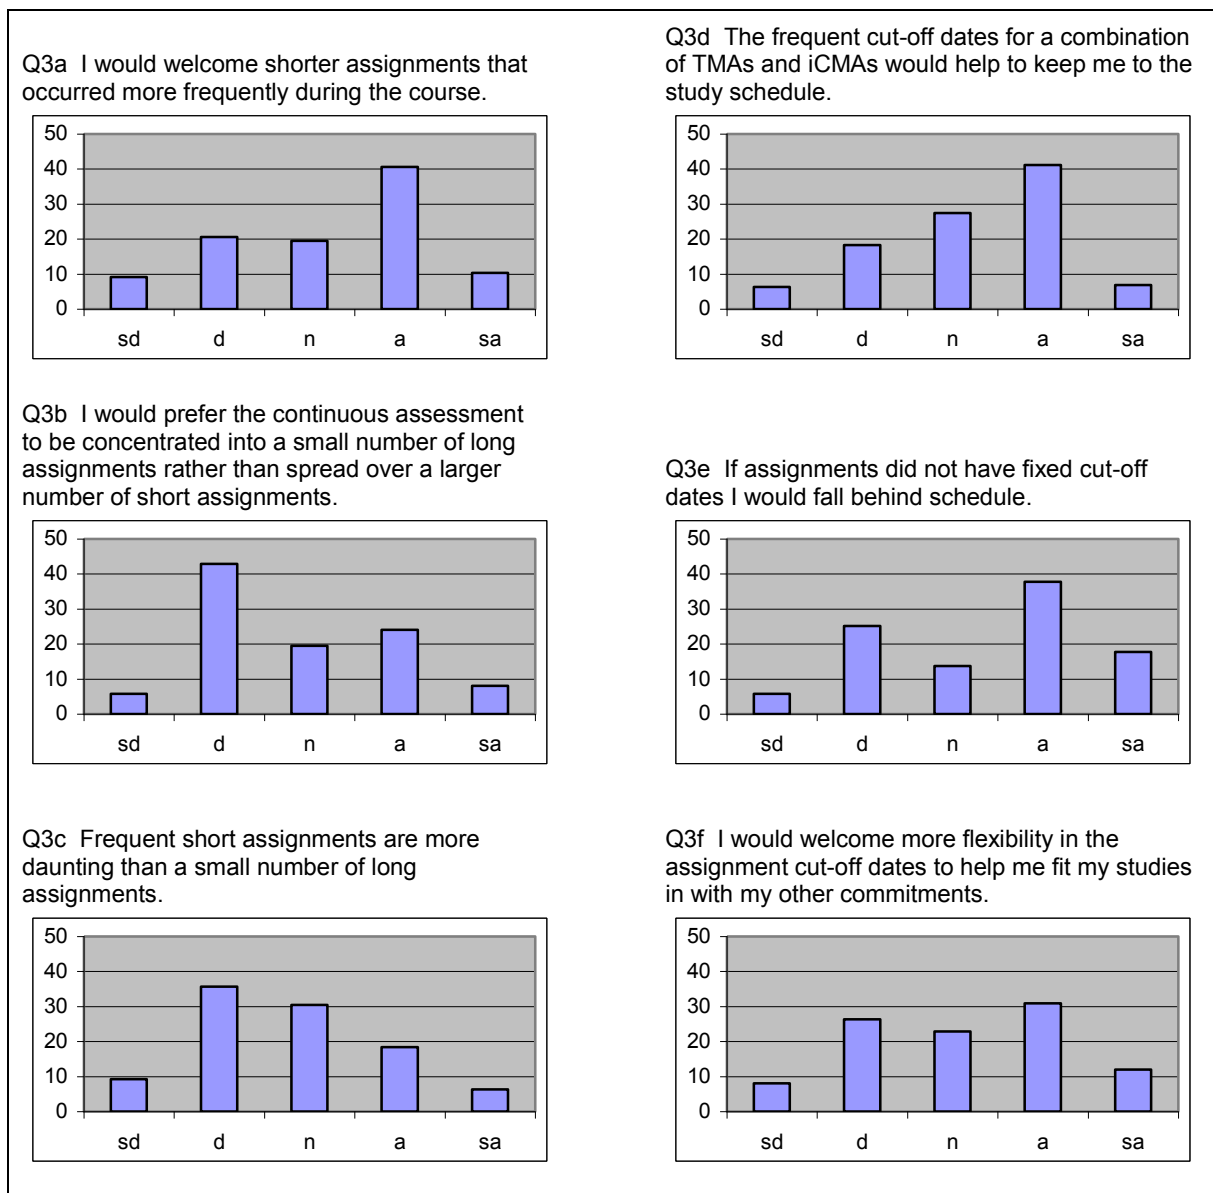 Q3a I would welcome shorter assignments that
occurred more frequently during the course.
50
40
30
20
10
0
sd d n a sa
Q3b I would prefer the continuous assessment
to be concentrated into a small number of long
assignments rather than spread over a larger
number of short assignments.
50
40
30
20
10
0
sd d n a sa
Q3c Frequent short assignments are more
daunting than a small number of long
assignments.
50
40
30
20
10
0
sd d n a sa
Q3d The frequent cut-off dates for a combination
of TMAs and iCMAs would help to keep me to the
study schedule.
50
40
30
20
10
0
sd d n a sa
Q3e If assignments did not have fixed cut-off
dates I would fall behind schedule.
50
40
30
20
10
0
sd d n a sa
Q3f I would welcome more flexibility in the
assignment cut-off dates to help me fit my studies
in with my other commitments.
50
40
30
20
10
0
sd d n a sa